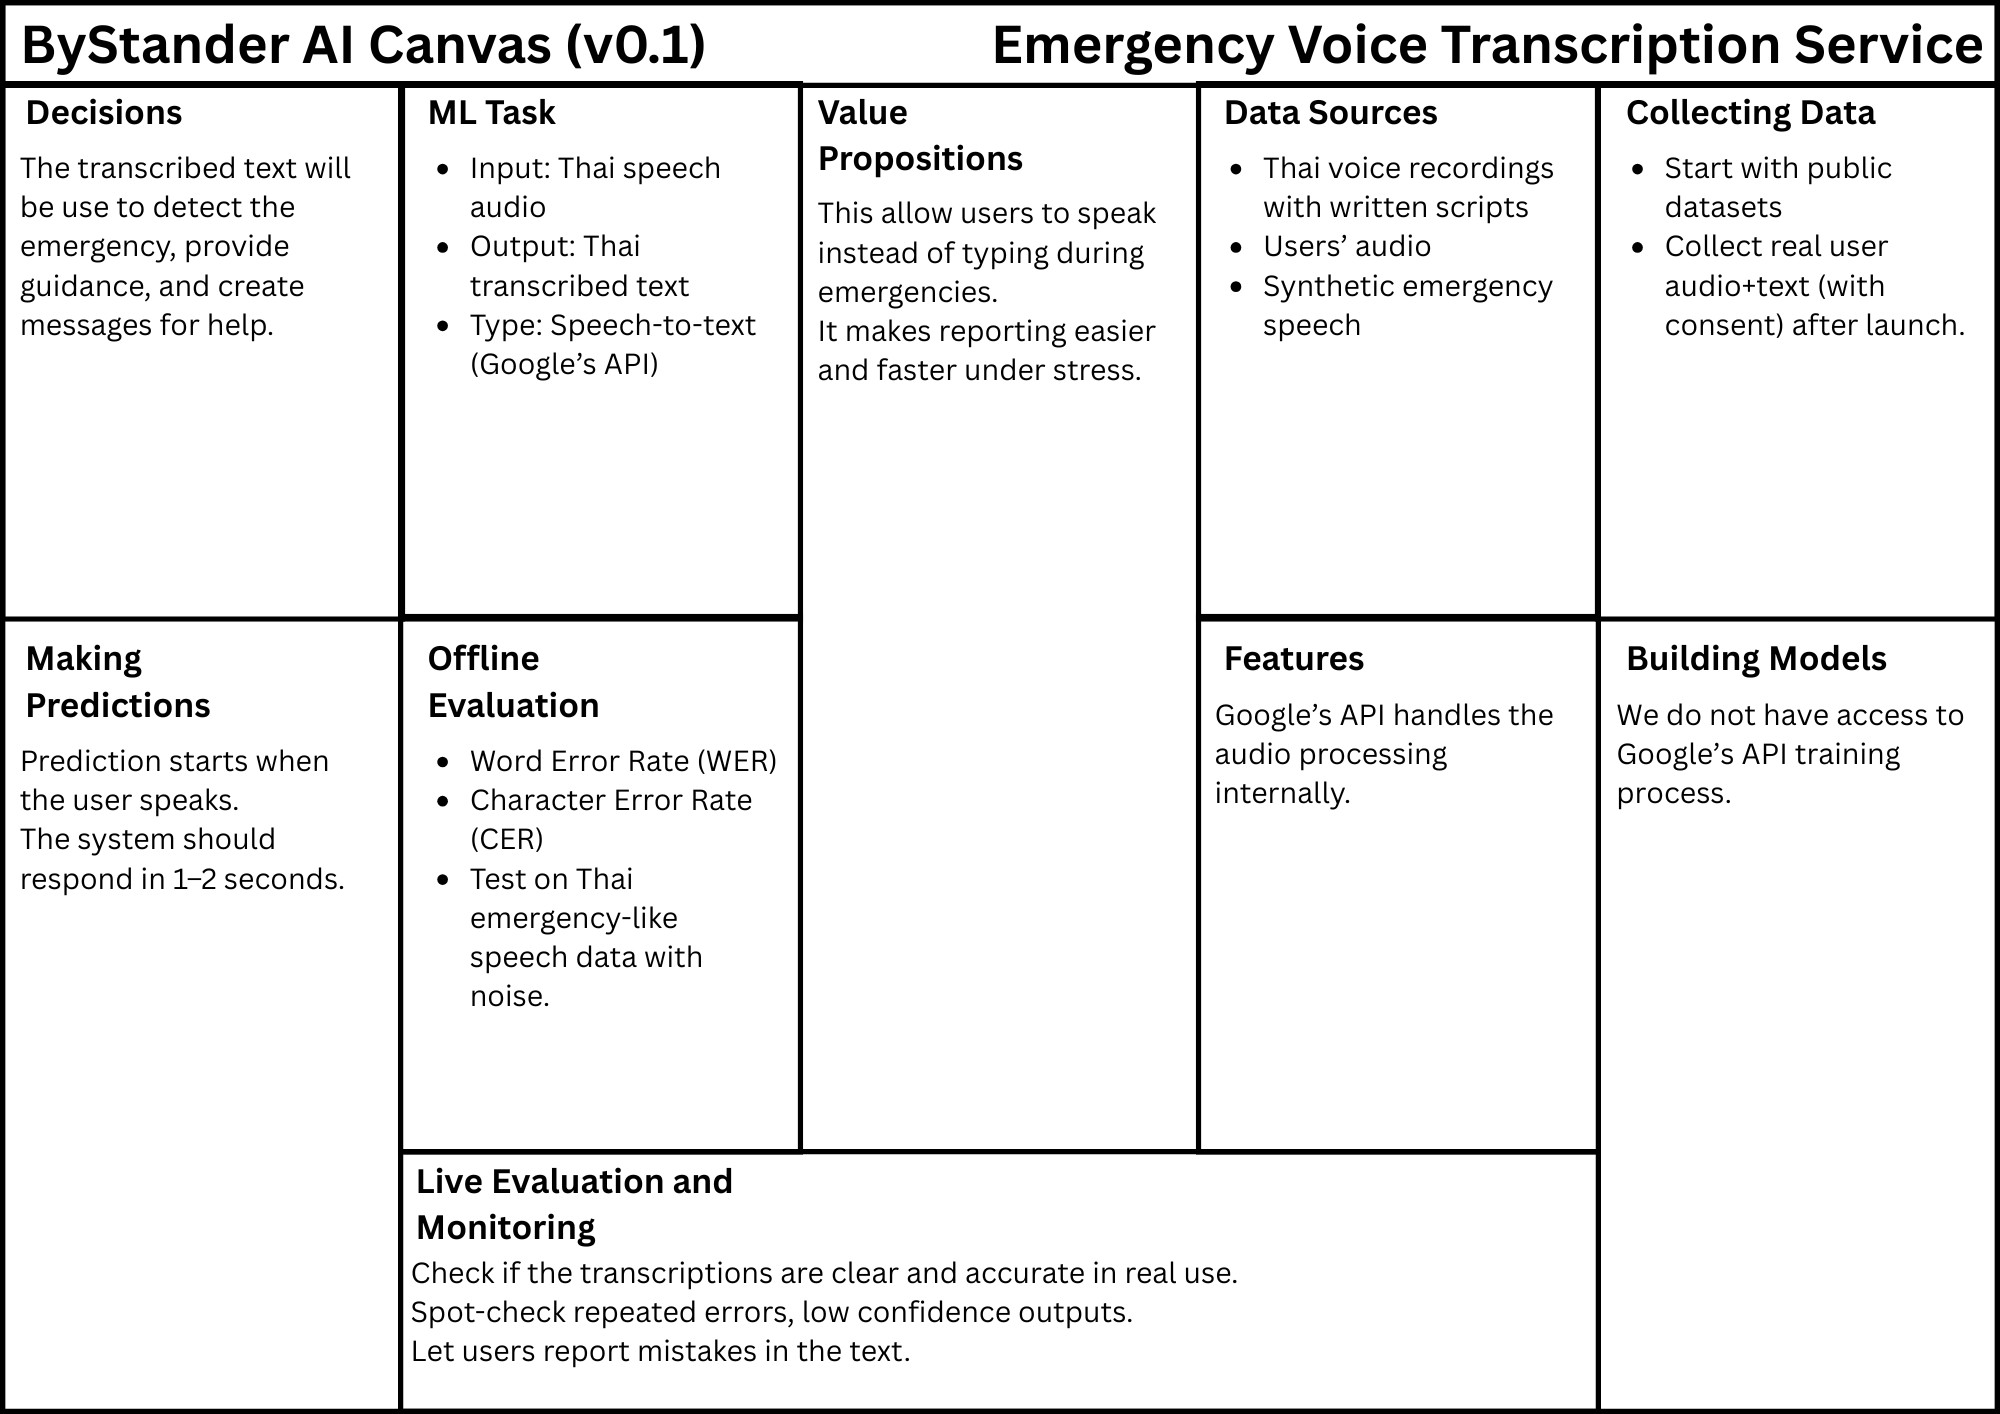 ByStander AI Canvas (v0.1)
Emergency Voice Transcription Service
Decisions
The transcribed text will
be use to detect the
emergency, provide
guidance, and create
messages for help.
ML Task
• Input: Thai speech
audio
• Output: Thai
transcribed text
• Type: Speech-to-text
(Google’s API)
Value
Propositions
This allow users to speak
instead of typing during
emergencies.
It makes reporting easier
and faster under stress.
Data Sources
• Thai voice recordings
with written scripts
• Users’ audio
• Synthetic emergency
speech
Collecting Data
• Start with public
datasets
• Collect real user
audio+text (with
consent) after launch.
Making
Predictions
Prediction starts when
the user speaks.
The system should
respond in 1–2 seconds.
Offline
Evaluation
• Word Error Rate (WER)
• Character Error Rate
(CER)
• Test on Thai
emergency-like
speech data with
noise.
Features
Google’s API handles the
audio processing
internally.
Building Models
We do not have access to
Google’s API training
process.
Live Evaluation and
Monitoring
Check if the transcriptions are clear and accurate in real use.
Spot-check repeated errors, low confidence outputs.
Let users report mistakes in the text.